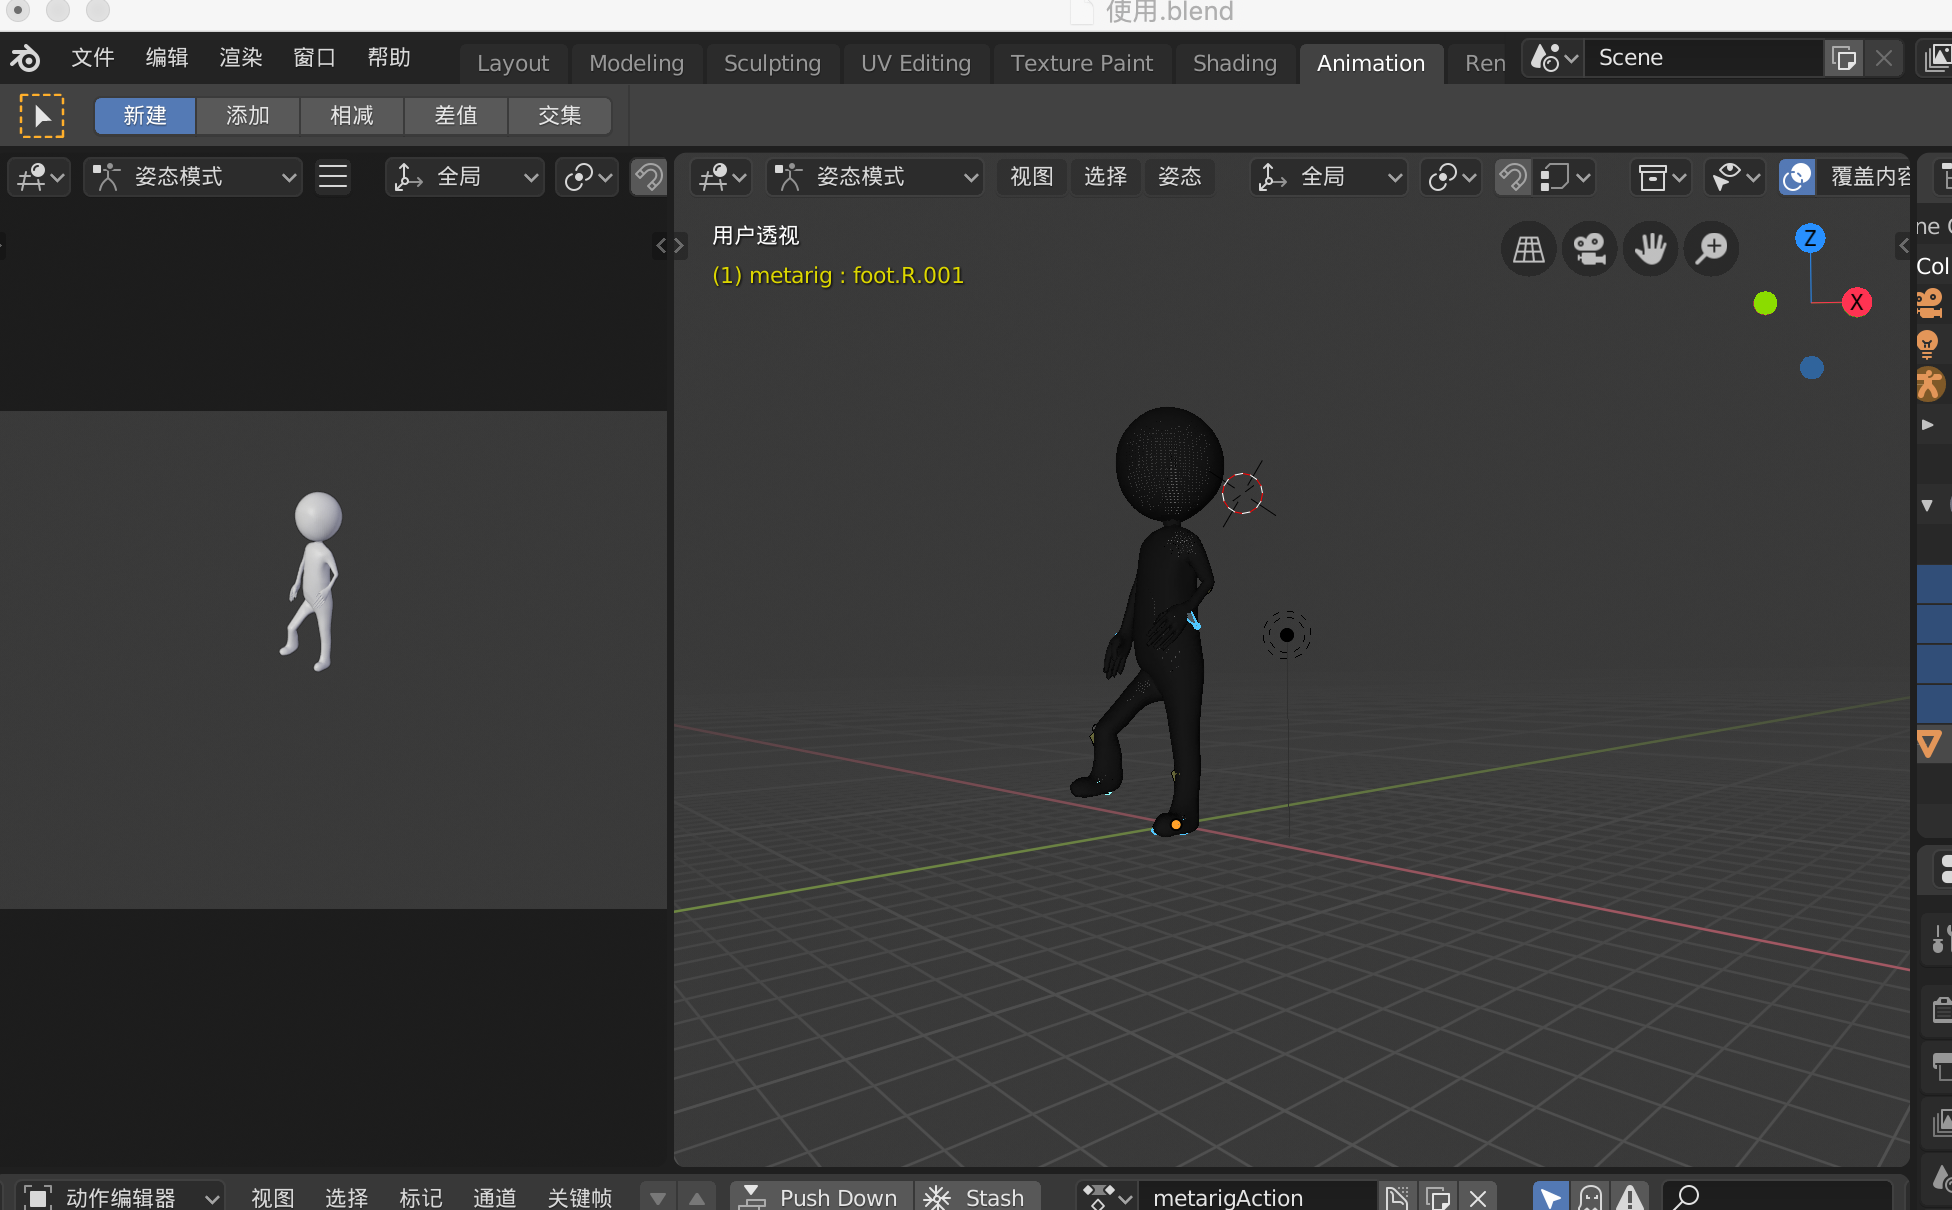 使用.blend
文件 编辑 渲染 窗口 帮助 Layout Modeling Sculpting UV Editing Texture Paint Shading Animation Ren Scene
新建 添加 相减 差值 交集
姿态模式 全局 姿态模式 视图 选择 姿态 全局 覆盖内容
用户透视
(1) metarig : foot.R.001
Z
X
ne C
Col
动作编辑器 视图 选择 标记 通道 关键帧 Push Down Stash metarigAction